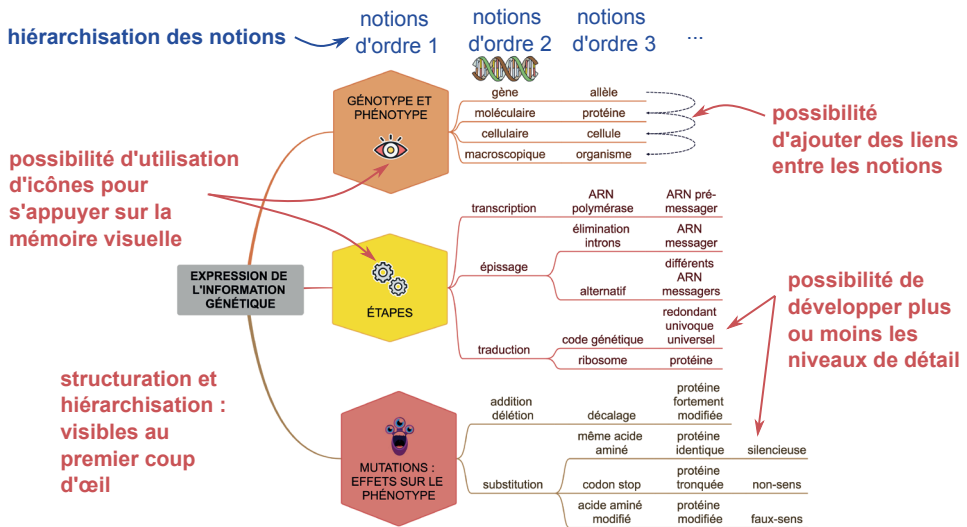 hiérarchisation des notions
notions
d'ordre 1
notions
d'ordre 2
notions
d'ordre 3
...
GÉNOTYPE ET
PHÉNOTYPE
gène
allèle
moléculaire
protéine
cellulaire
cellule
macroscopique
organisme
possibilité
d'ajouter des liens
entre les notions
possibilité d'utilisation
d'icônes pour
s'appuyer sur la
mémoire visuelle
EXPRESSION DE
L'INFORMATION
GÉNÉTIQUE
ÉTAPES
transcription
ARN
polymérase
ARN pré-
messager
épissage
élimination
introns
ARN
messager
alternatif
différents
ARN
messagers
traduction
code génétique
redondant
univoque
universel
ribosome
protéine
possibilité de
développer plus
ou moins les
niveaux de détail
structuration et
hiérarchisation :
visibles au
premier coup
d'œil
MUTATIONS :
EFFETS SUR LE
PHÉNOTYPE
addition
délétion
décalage
protéine
fortement
modifiée
substitution
même acide
aminé
protéine
identique
silencieuse
codon stop
protéine
tronquée
non-sens
acide aminé
modifié
protéine
modifiée
faux-sens